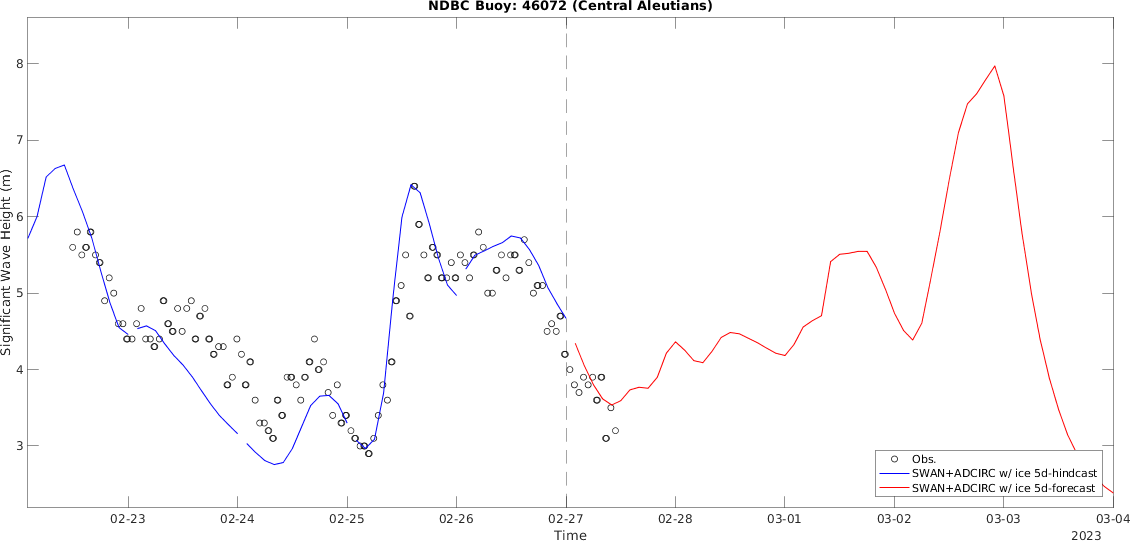 NDBC Buoy: 46072 (Central Aleutians)
Significant Wave Height (m)
8
7
6
5
4
3
Obs.
SWAN+ADCIRC w/ ice 5d-hindcast
SWAN+ADCIRC w/ ice 5d-forecast
02-23 02-24 02-25 02-26 02-27 02-28 03-01 03-02 03-03 03-04
Time
2023